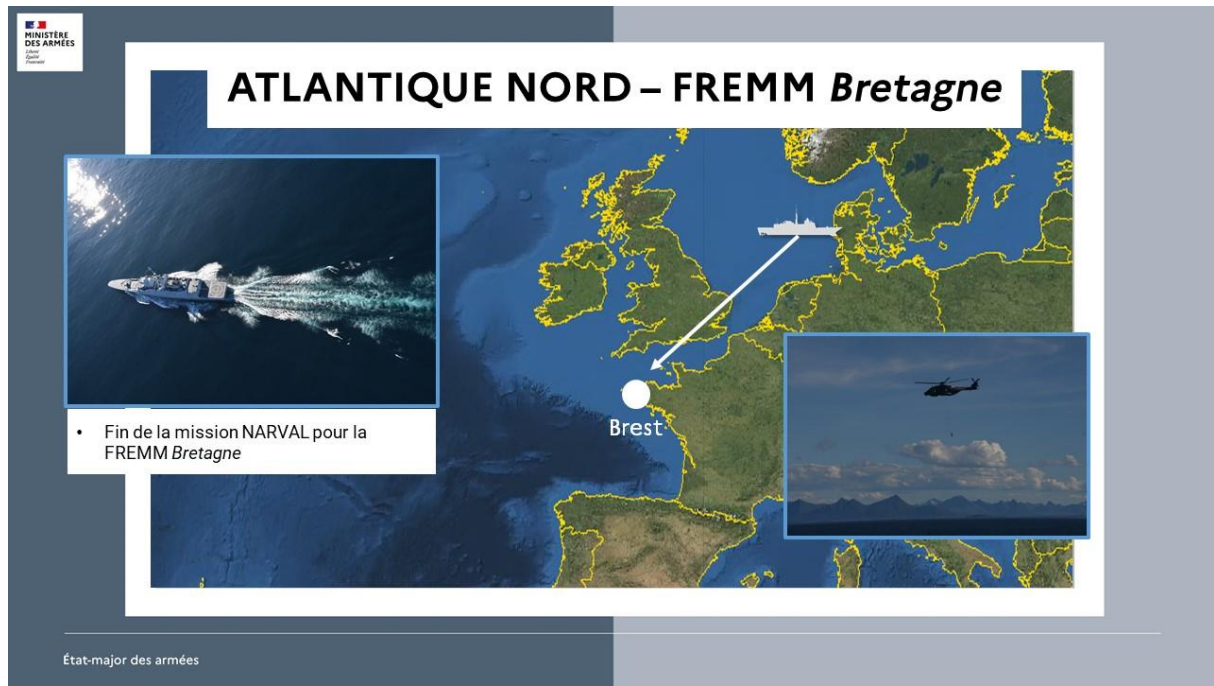 MINISTÈRE
DES ARMÉES
Liberté
Égalité
Fraternité
ATLANTIQUE NORD – FREMM Bretagne
• Fin de la mission NARVAL pour la
FREMM Bretagne
Brest
État-major des armées